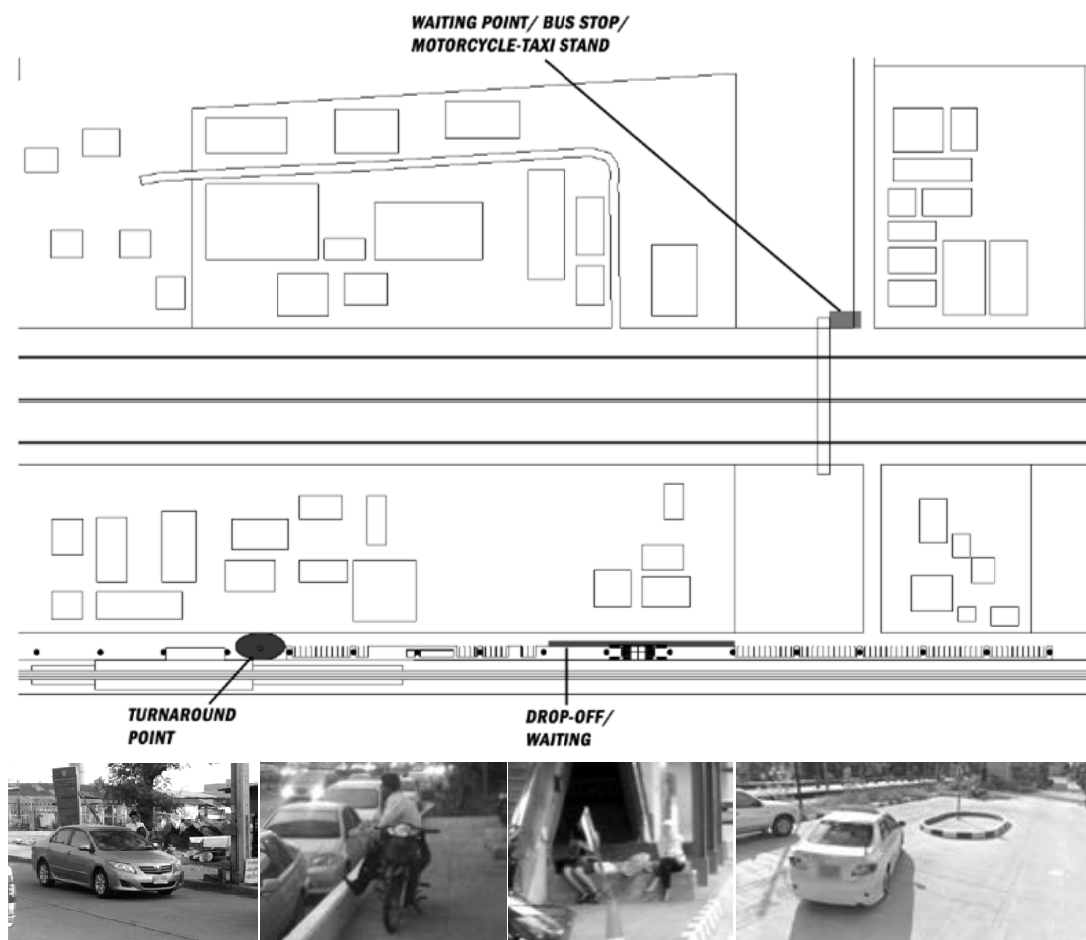 WAITING POINT/ BUS STOP/
MOTORCYCLE-TAXI STAND
TURNAROUND
POINT
DROP-OFF/
WAITING